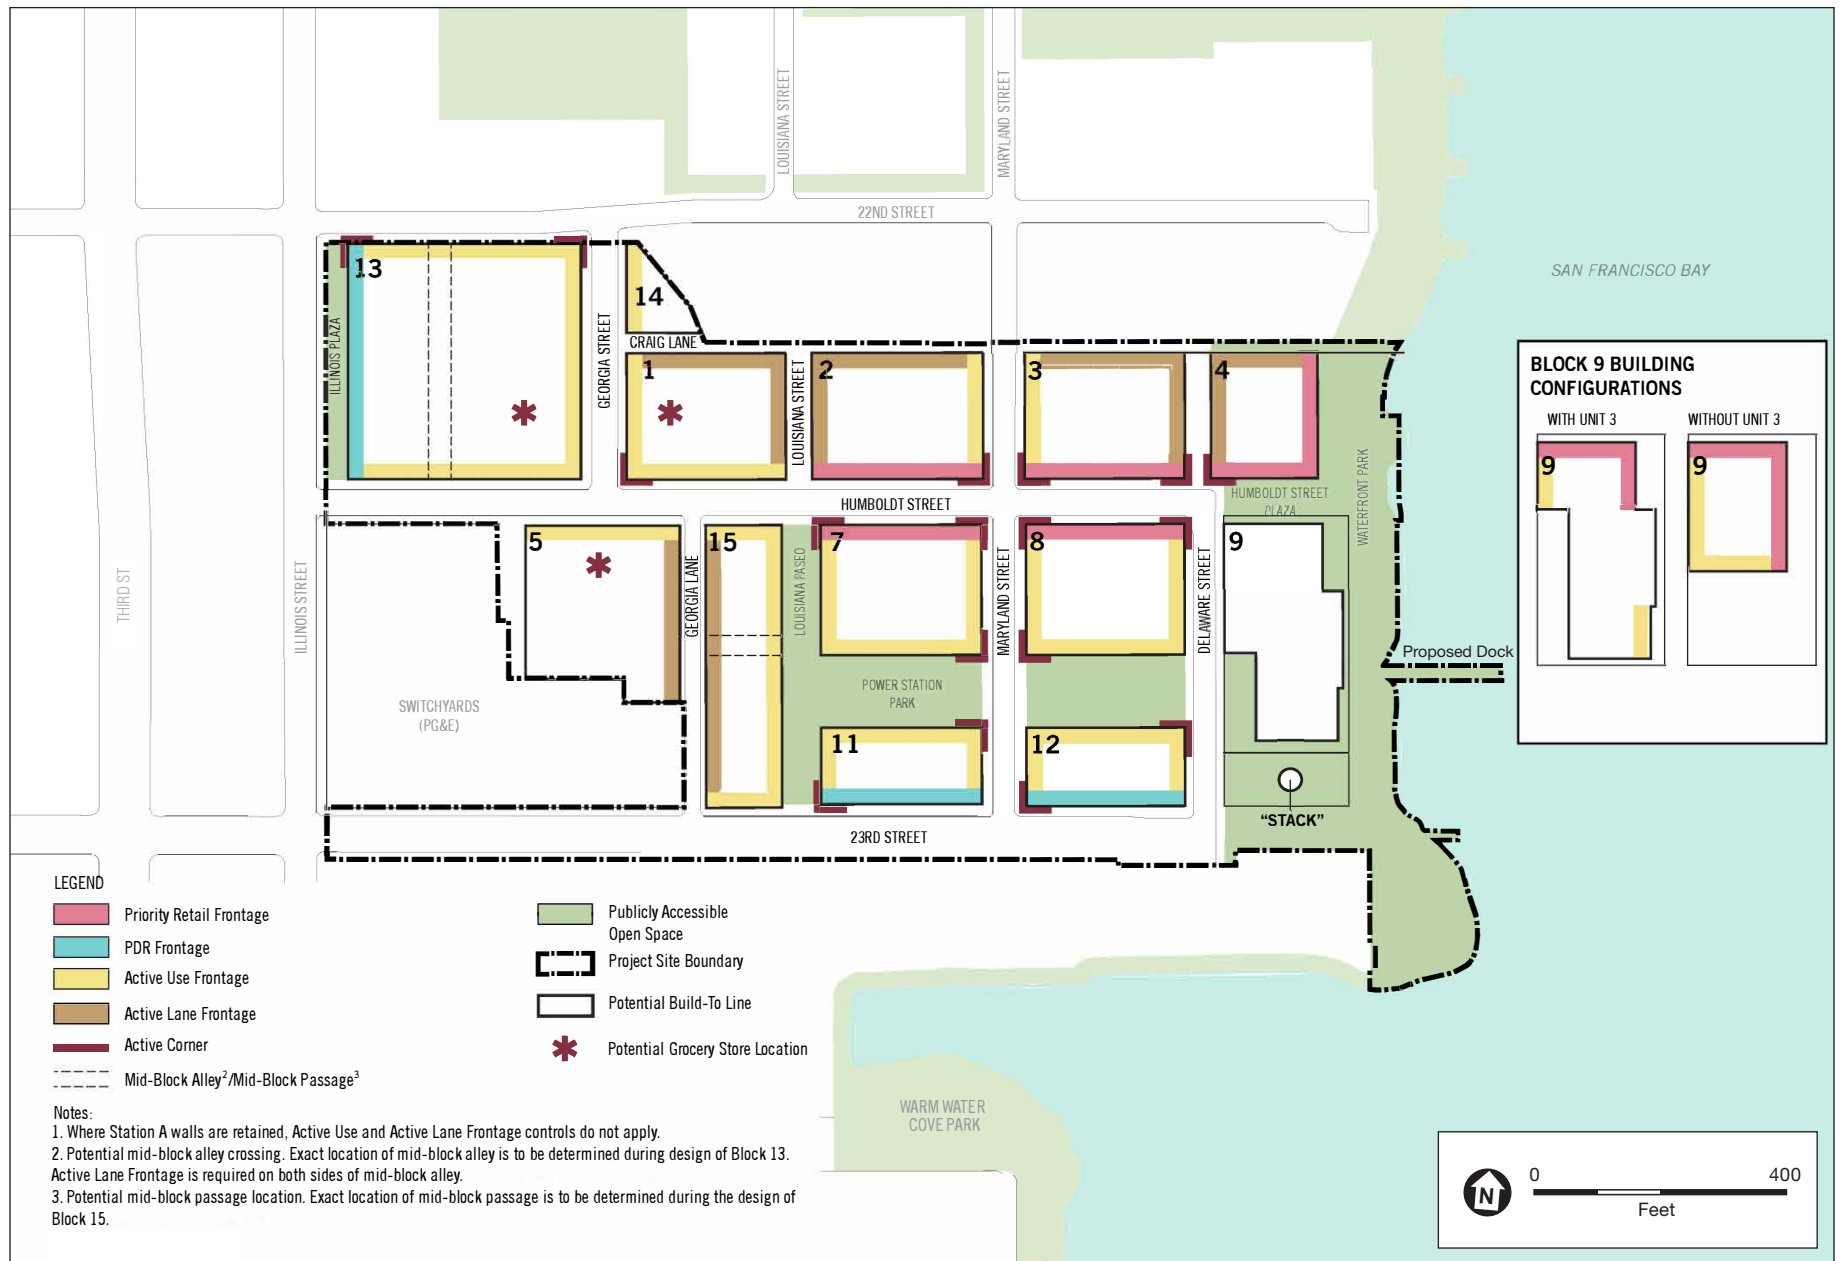 LOUISIANA STREET
MARYLAND STREET
22ND STREET
SAN FRANCISCO BAY
13
14
ILLINOIS PLAZA
GEORGIA STREET
CRAIG LANE
1
LOUISIANA STREET
2
3
4
HUMBOLDT STREET
HUMBOLDT STREET
PLAZA
WATERFRONT PARK
BLOCK 9 BUILDING
CONFIGURATIONS
WITH UNIT 3
WITHOUT UNIT 3
9
9
THIRD ST
ILLINOIS STREET
5
GEORGIA LANE
15
LOUISIANA PASEO
7
MARYLAND STREET
8
DELAWARE STREET
9
Proposed Dock
SWITCHYARDS
(PG&E)
POWER STATION
PARK
11
12
"STACK"
23RD STREET
LEGEND
Priority Retail Frontage
PDR Frontage
Active Use Frontage
Active Lane Frontage
Active Corner
Mid-Block Alley²/Mid-Block Passage³
Publicly Accessible
Open Space
Project Site Boundary
Potential Build-To Line
Potential Grocery Store Location
Notes:
1. Where Station A walls are retained, Active Use and Active Lane Frontage controls do not apply.
2. Potential mid-block alley crossing. Exact location of mid-block alley is to be determined during design of Block 13.
Active Lane Frontage is required on both sides of mid-block alley.
3. Potential mid-block passage location. Exact location of mid-block passage is to be determined during the design of
Block 15.
WARM WATER
COVE PARK
N
0
400
Feet